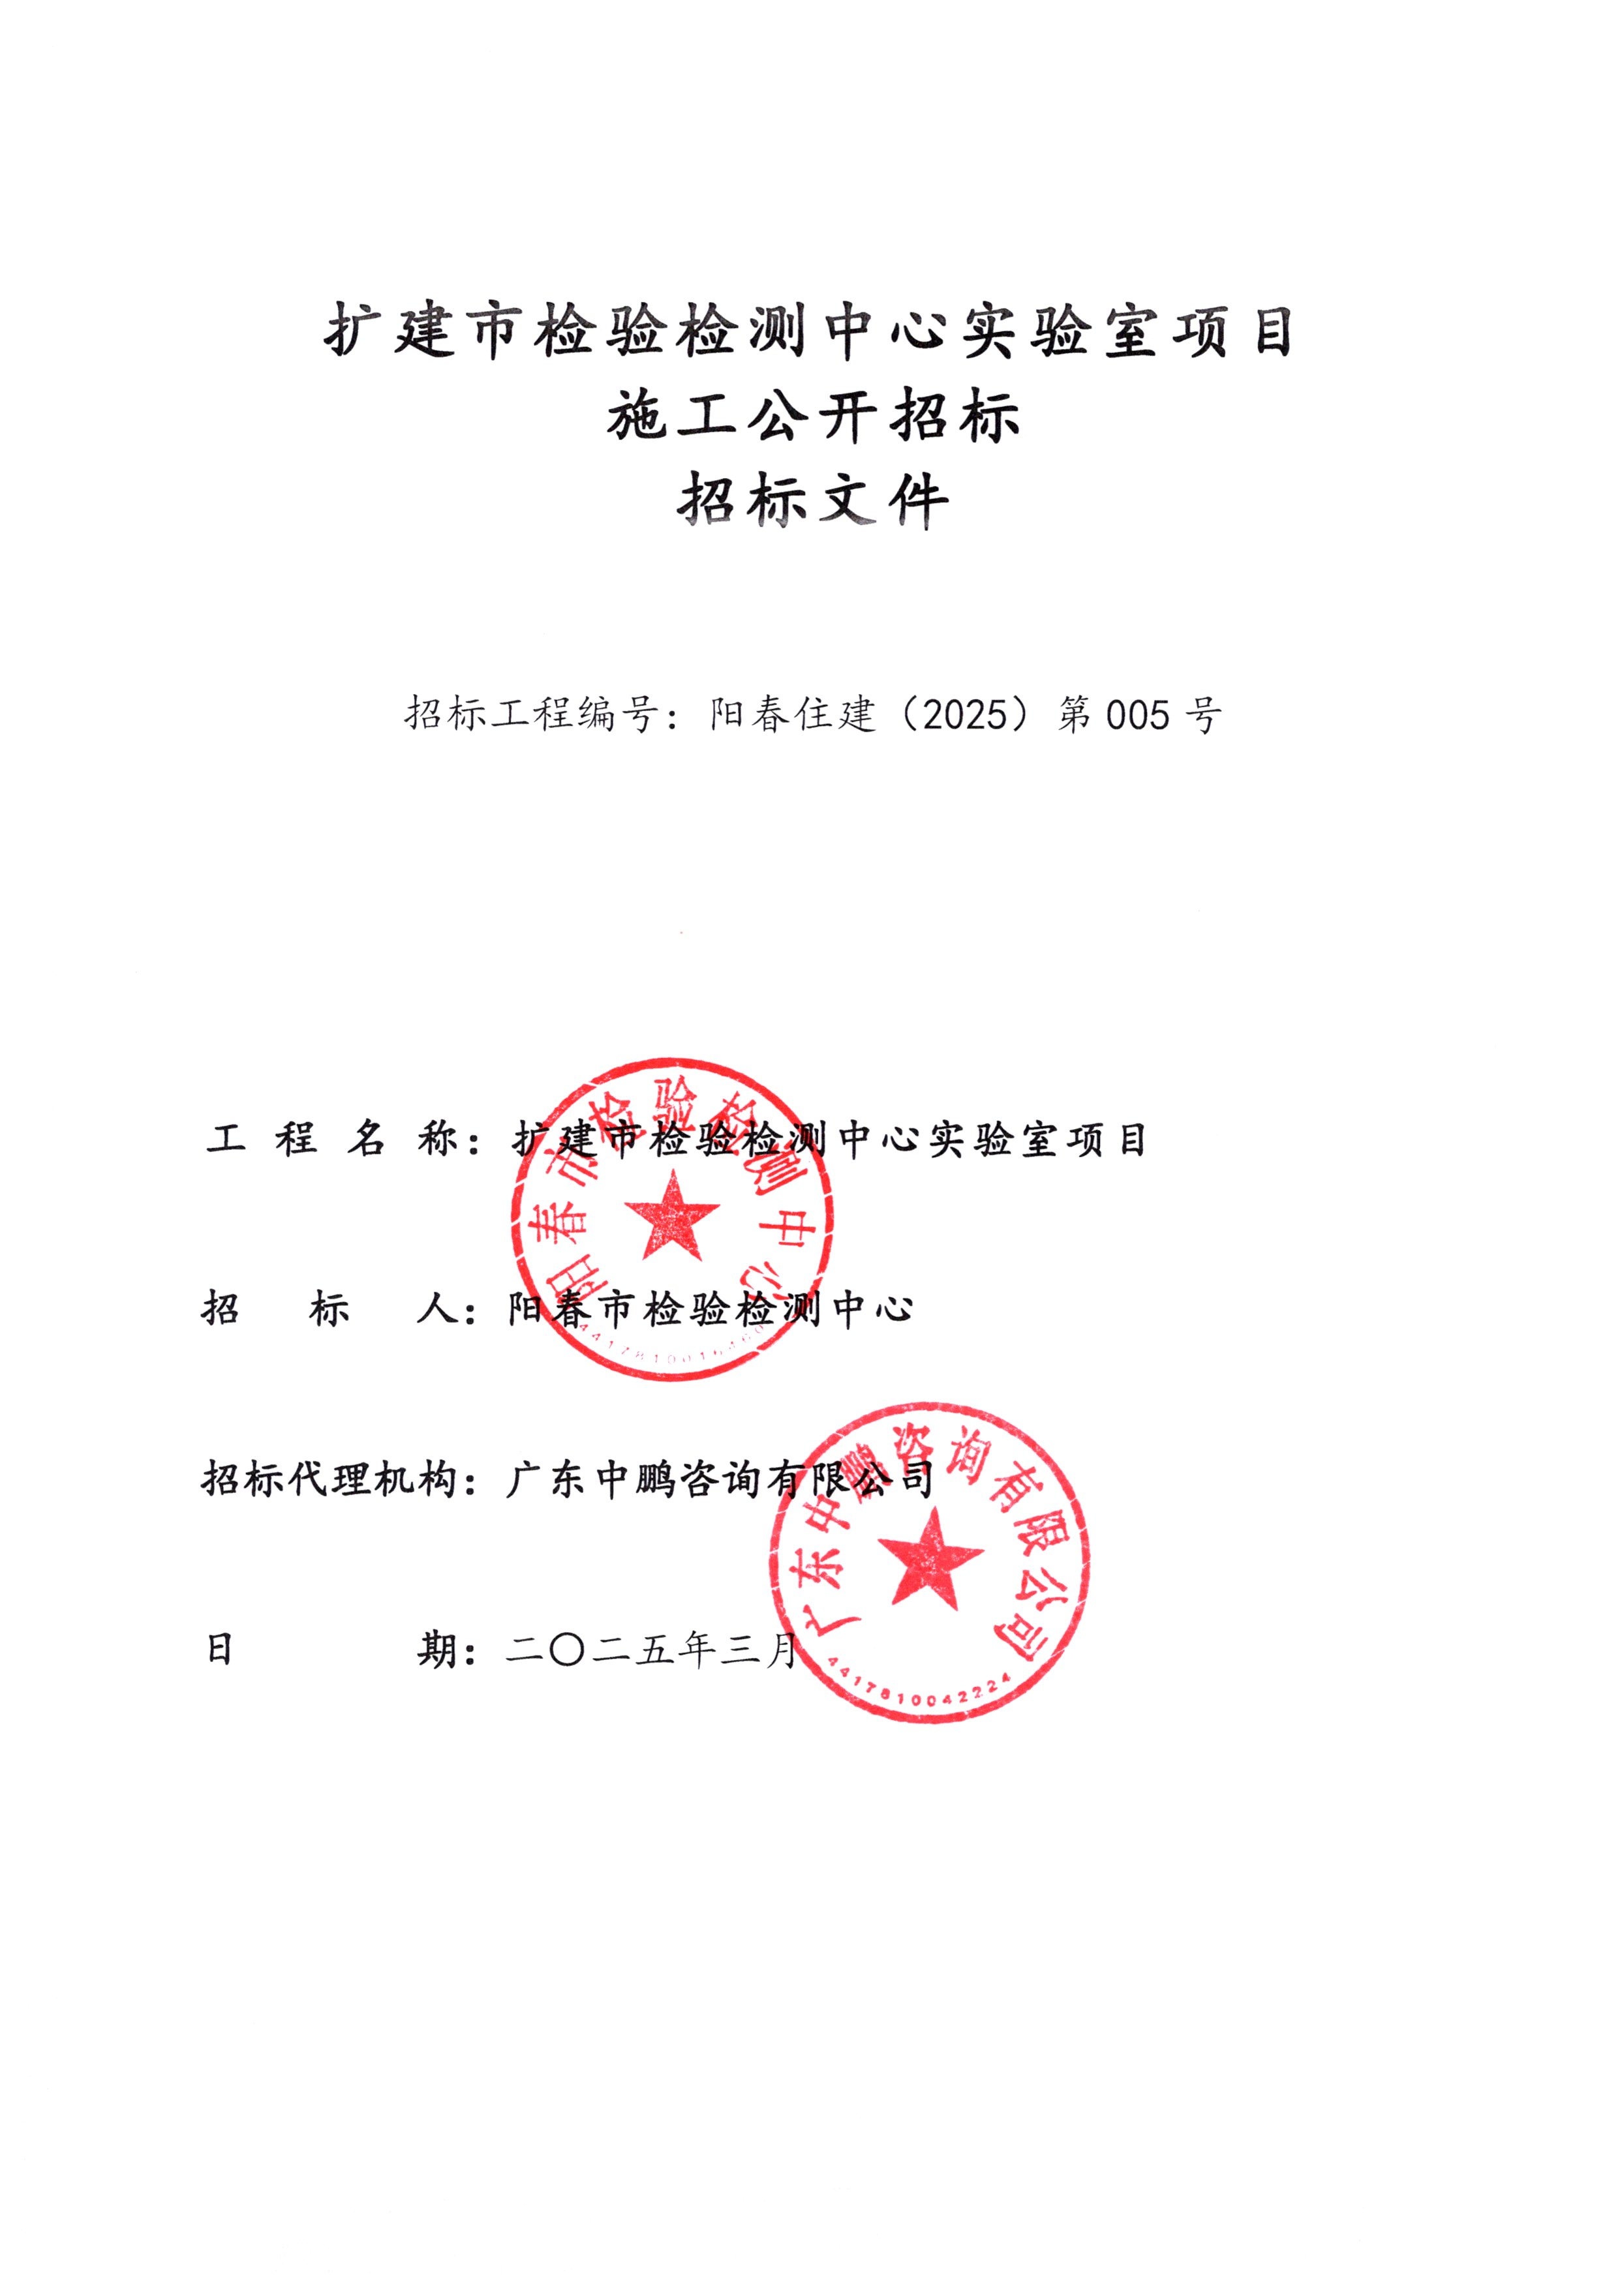 扩建市检验检测中心实验室项目
施工公开招标
招标文件
招标工程编号：阳春住建（2025）第 005 号
工程名称：扩建市检验检测中心实验室项目
招标人：阳春市检验检测中心
招标代理机构：广东中鹏咨询有限公司
日期：二〇二五年三月
阳春市检验检测中心
广东中鹏咨询有限公司
4417810042224